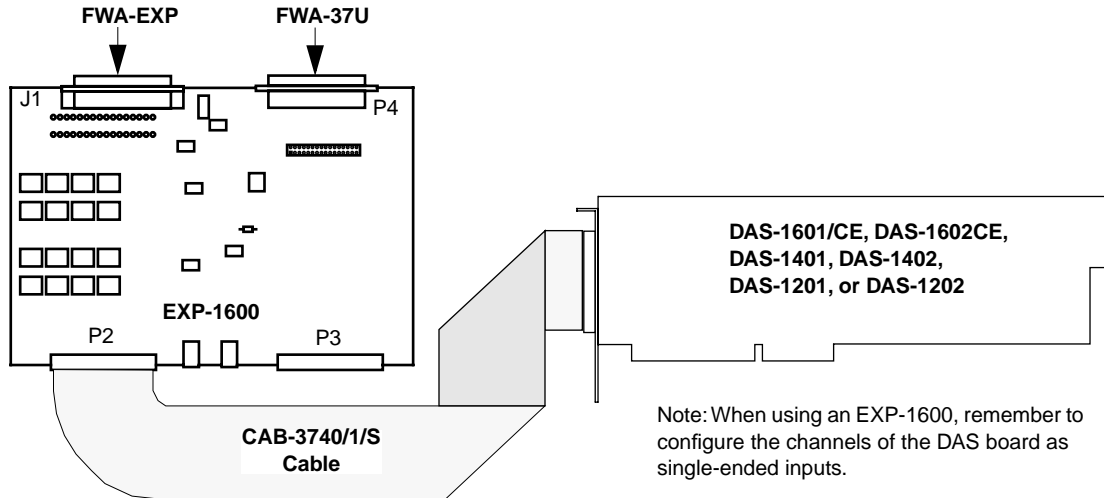 FWA-EXP
FWA-37U
J1
P4
DAS-1601/CE, DAS-1602CE,
DAS-1401, DAS-1402,
DAS-1201, or DAS-1202
EXP-1600
P2
P3
CAB-3740/1/S
Cable
Note: When using an EXP-1600, remember to
configure the channels of the DAS board as
single-ended inputs.